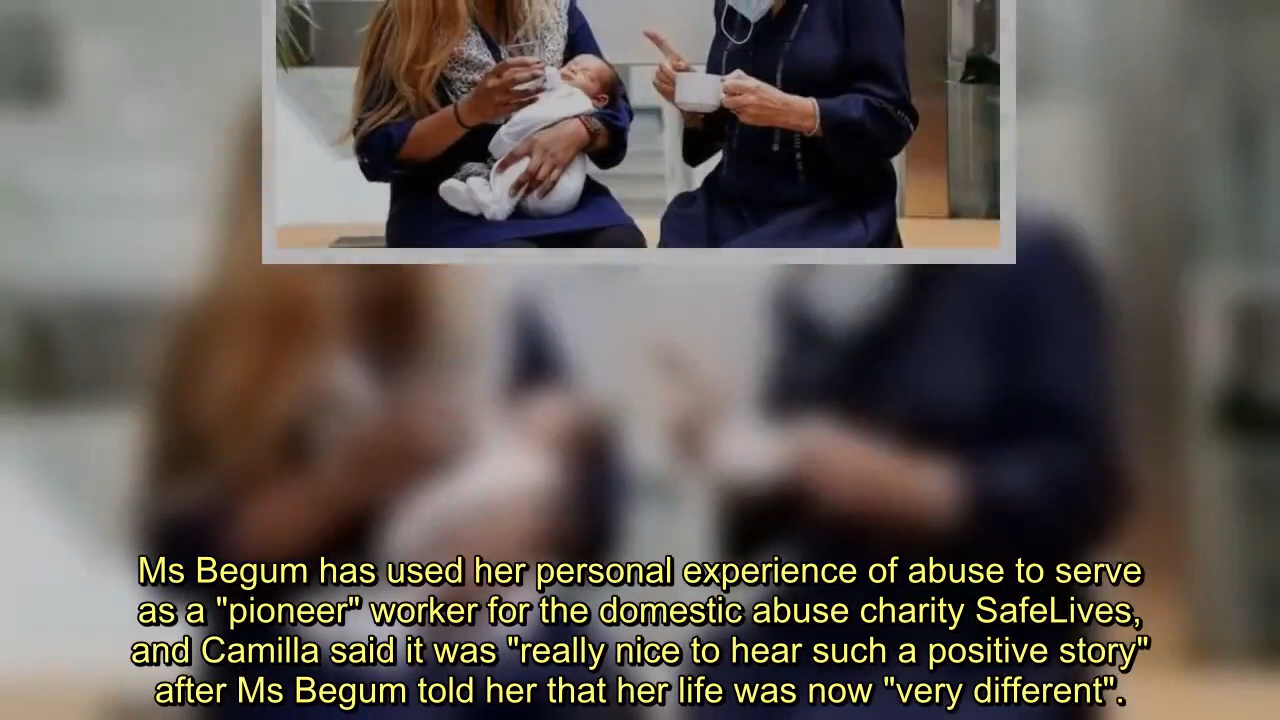 Ms Begum has used her personal experience of abuse to serve
as a "pioneer" worker for the domestic abuse charity SafeLives,
and Camilla said it was "really nice to hear such a positive story"
after Ms Begum told her that her life was now "very different".